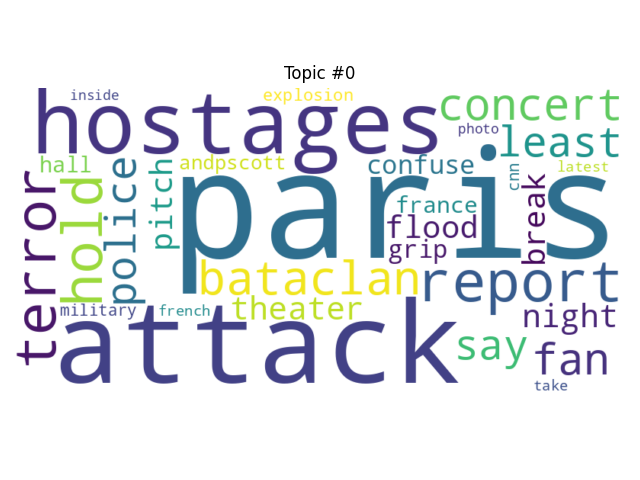 Topic #0
inside
explosion
hostages
concert
photo
least
hall
andpscott
confuse
cnn
latest
terror
hold
police
pitch
paris
france
break
flood
grip
bataclan
report
military
french
theater
night
attack
say
fan
take